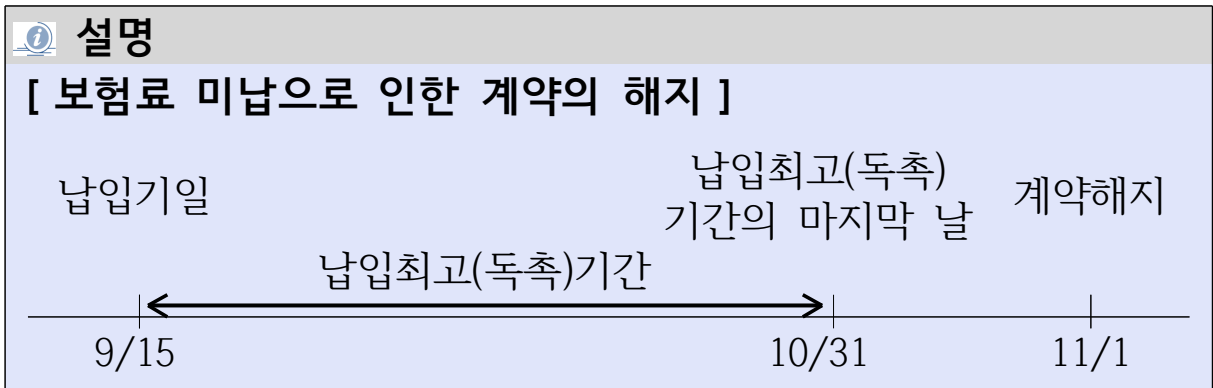 설명
[ 보험료 미납으로 인한 계약의 해지 ]
납입기일
납입최고(독촉)
기간의 마지막 날
계약해지
납입최고(독촉)기간
9/15
10/31
11/1